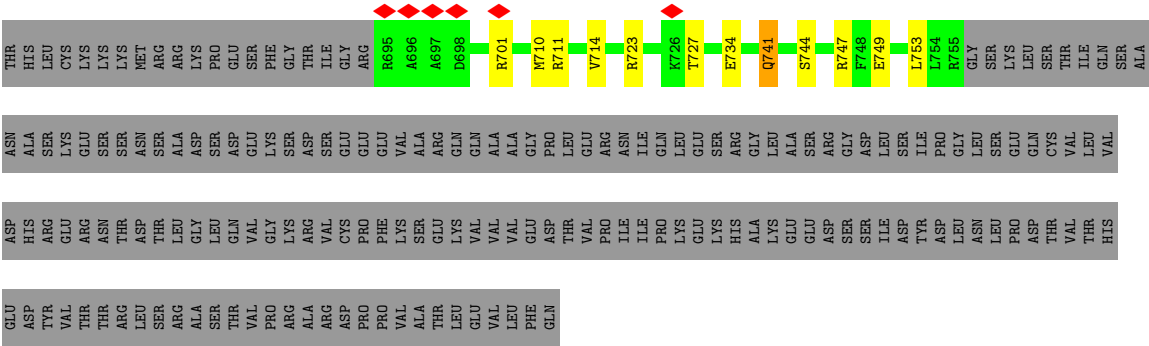 THR HIS LEU CYS LYS LYS LYS MET ARG ARG LYS PRO GLU SER PHE GLY THR ILE GLY ARG R695 A696 A697 D698 R701 M710 R711 V714 R723 K726 T727 E734 Q741 S744 R747 F748 E749 L753 L754 R755 GLY SER LYS LEU SER THR ILE GLN SER ALA
ASN ALA SER LYS GLU SER SER ASN SER ALA ASP SER ASP GLU LYS SER ASP SER GLU GLU GLU VAL ALA ARG GLN GLN ALA ALA GLY PRO LEU GLU ARG ASN ILE GLN LEU GLU SER ARG GLY LEU ALA SER ARG GLY ASP LEU SER ILE PRO GLY LEU SER GLU GLN CYS VAL LEU VAL
ASP HIS ARG GLU ARG ASN THR ASP THR LEU GLY LEU GLN VAL GLY LYS ARG VAL CYS PRO PHE LYS SER GLU LYS VAL VAL VAL GLU ASP THR VAL PRO ILE ILE PRO LYS GLU LYS HIS ALA LYS GLU GLU ASP SER SER ILE ASP TYR ASP LEU ASN LEU PRO ASP THR VAL THR HIS
GLU ASP TYR VAL THR THR ARG LEU SER ARG ALA SER THR VAL PRO ARG ALA ARG ASP PRO PRO VAL ALA THR LEU GLU VAL LEU PHE GLN